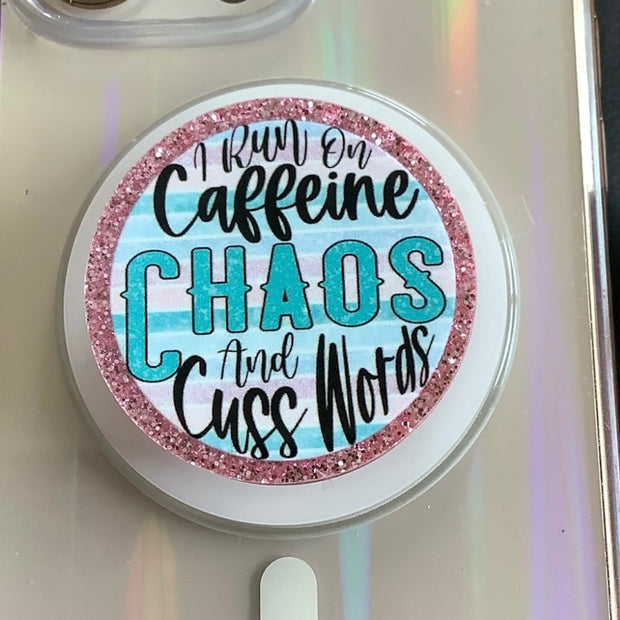 I Run On
Caffeine
CHAOS
And
Cuss Words